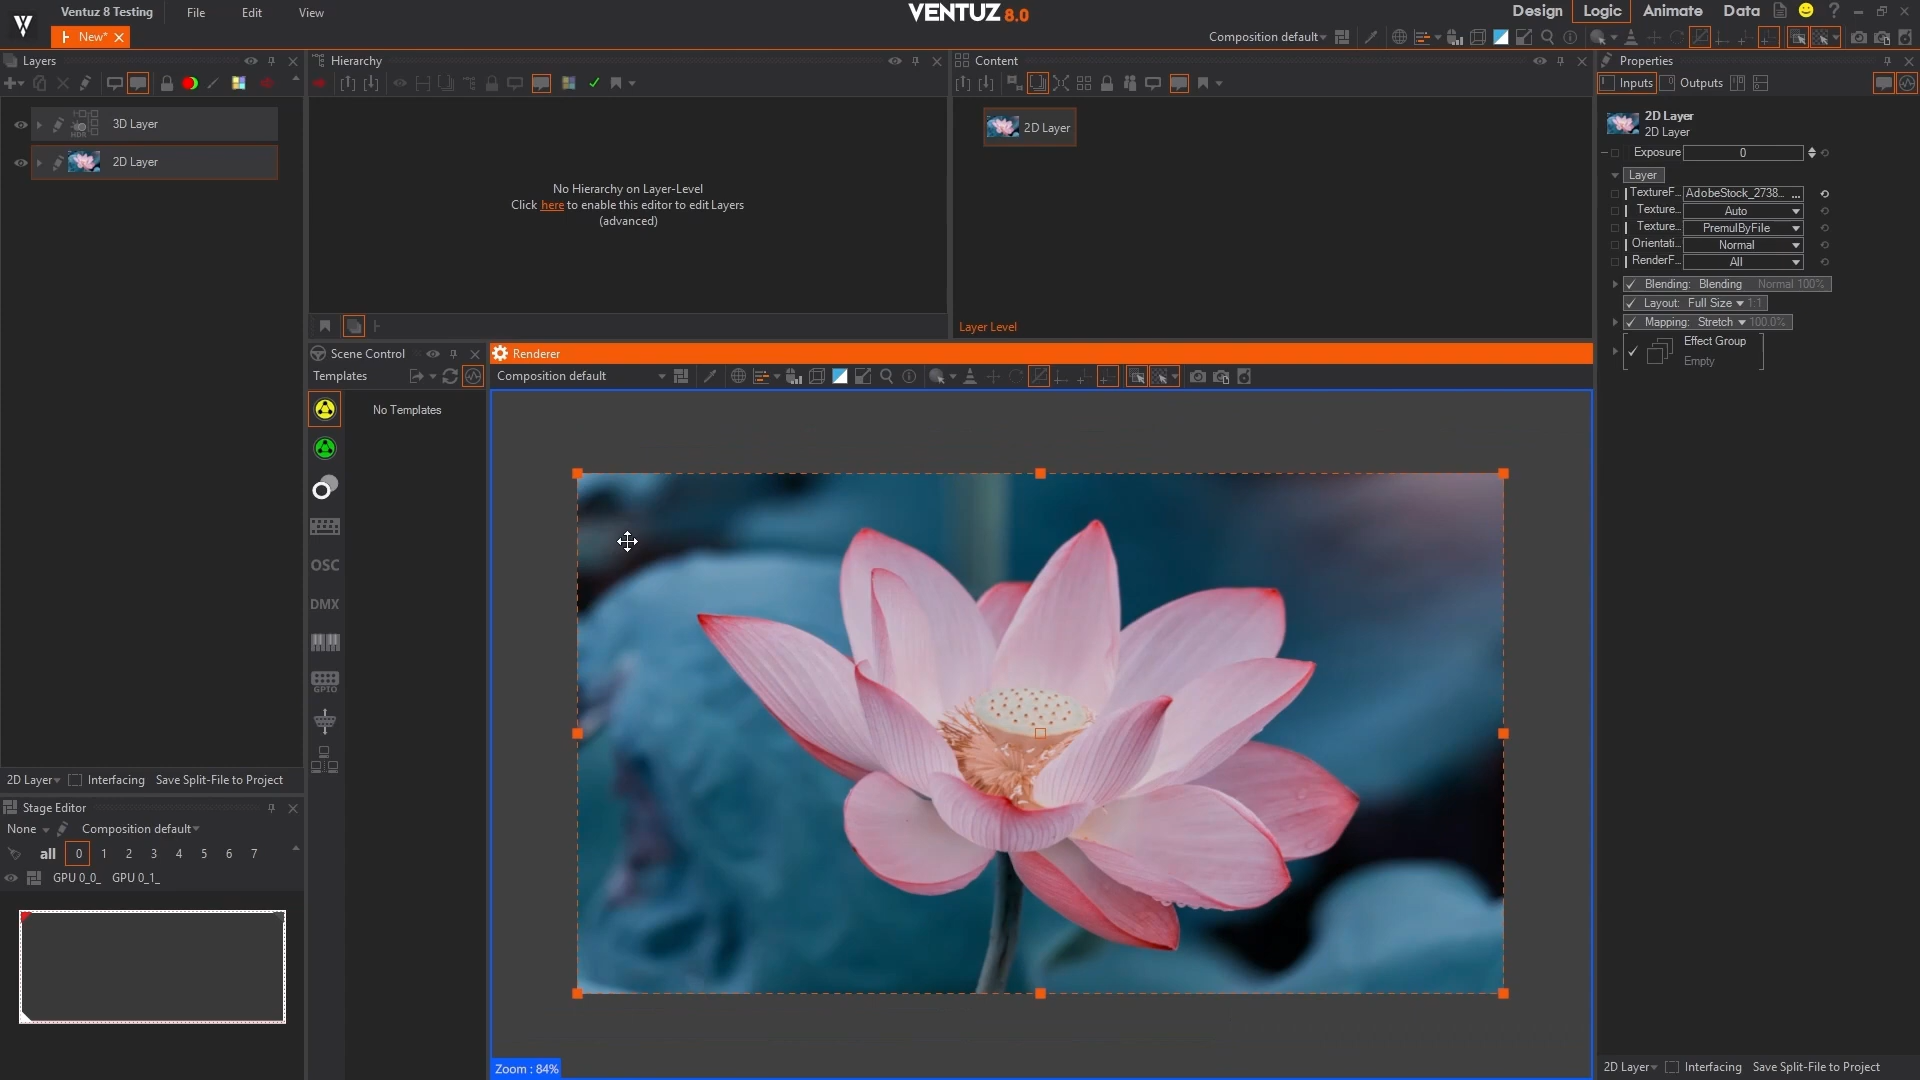 Ventuz 8 Testing
File
Edit
View
VENTUZ 8.0
Design
Logic
Animate
Data
New*
Composition default
Layers
3D Layer
2D Layer
2D Layer
Interfacing
Save Split-File to Project
Stage Editor
None
Composition default
all
0
1
2
3
4
5
6
7
GPU 0_0_
GPU 0_1_
Hierarchy
No Hierarchy on Layer-Level
Click here to enable this editor to edit Layers
(advanced)
Content
2D Layer
Layer Level
Scene Control
Templates
No Templates
OSC
DMX
GPIO
Renderer
Composition default
Zoom : 84%
Properties
Inputs
Outputs
2D Layer
2D Layer
Exposure
0
Layer
TextureF...
AdobeStock_2738...
...
Texture...
Auto
Texture...
PremulByFile
Orientati...
Normal
RenderF...
All
Blending: Blending Normal 100%
Layout: Full Size 1:1
Mapping: Stretch 100.0%
Effect Group
Empty
2D Layer
Interfacing
Save Split-File to Project